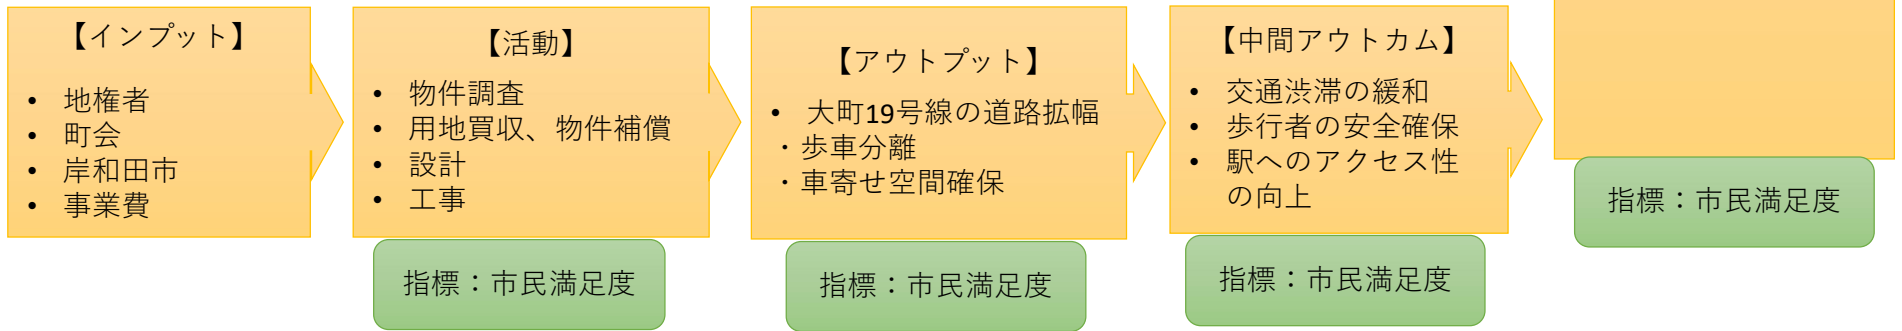 【インプット】
• 地権者
• 町会
• 岸和田市
• 事業費
【活動】
• 物件調査
• 用地買収、物件補償
• 設計
• 工事
指標：市民満足度
【アウトプット】
• 大町19号線の道路拡幅
・歩車分離
・車寄せ空間確保
指標：市民満足度
【中間アウトカム】
• 交通渋滞の緩和
• 歩行者の安全確保
• 駅へのアクセス性
の向上
指標：市民満足度
指標：市民満足度